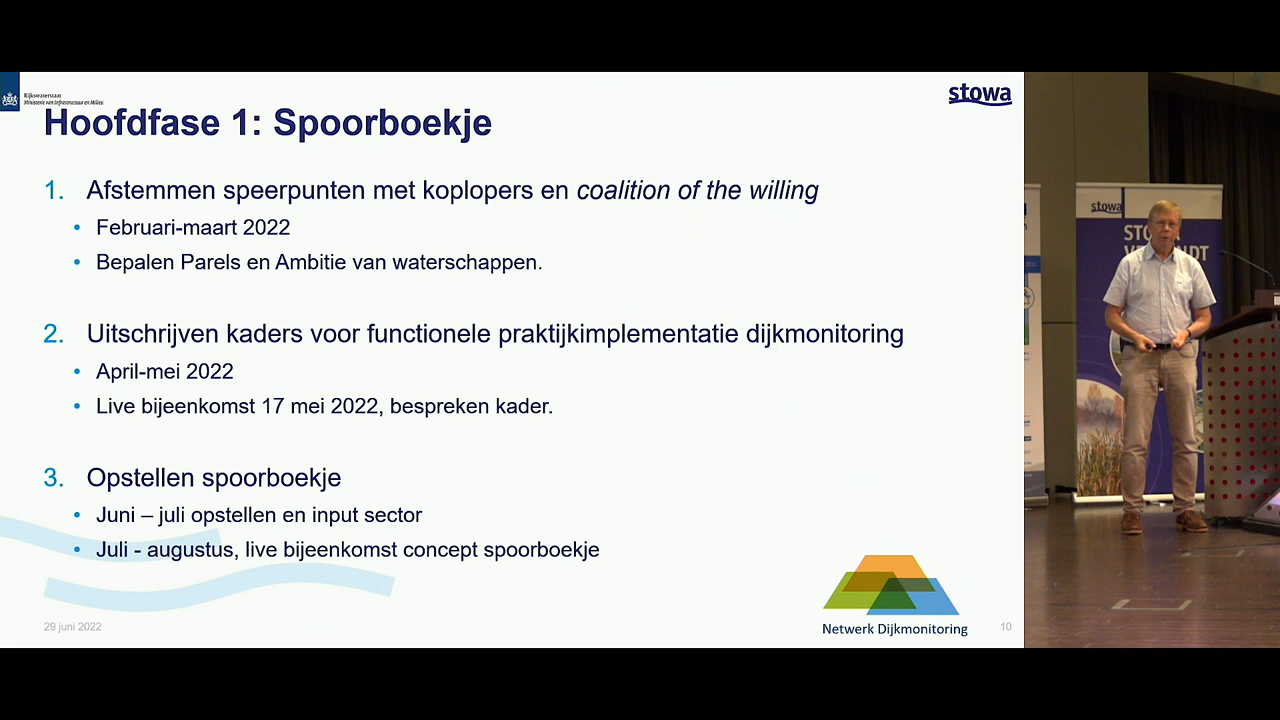 Rijkswaterstaat
Ministerie van Infrastructuur en Milieu
stowa
Hoofdfase 1: Spoorboekje
1. Afstemmen speerpunten met koplopers en coalition of the willing
• Februari-maart 2022
• Bepalen Parels en Ambitie van waterschappen.
2. Uitschrijven kaders voor functionele praktijkimplementatie dijkmonitoring
• April-mei 2022
• Live bijeenkomst 17 mei 2022, bespreken kader.
3. Opstellen spoorboekje
• Juni – juli opstellen en input sector
• Juli - augustus, live bijeenkomst concept spoorboekje
29 juni 2022
Netwerk Dijkmonitoring
10
stowa